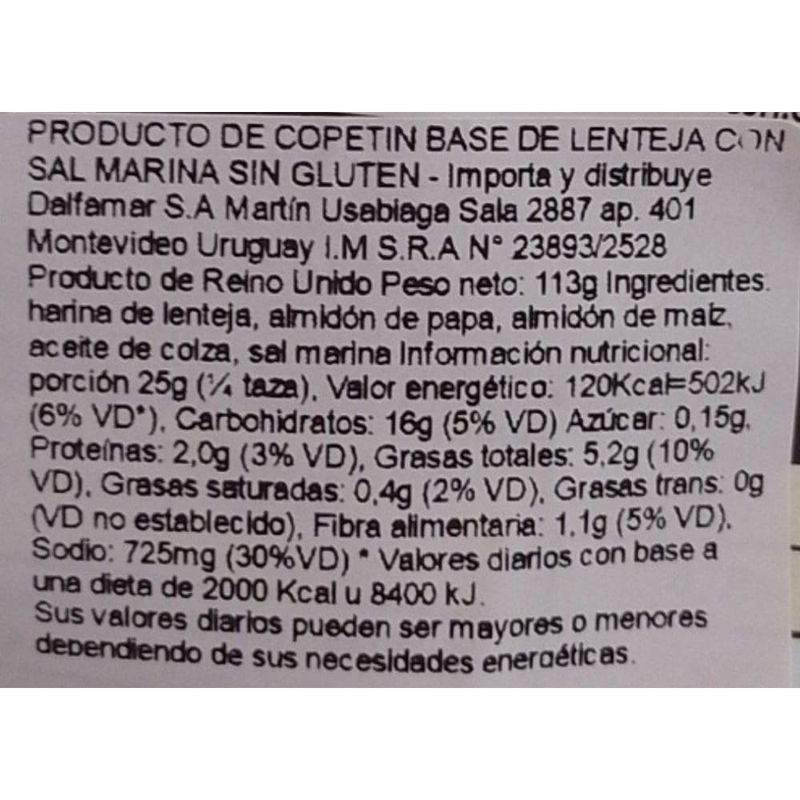 PRODUCTO DE COPETIN BASE DE LENTEJA CON
SAL MARINA SIN GLUTEN - Importa y distribuye
Dalfamar S.A Martín Usabiaga Sala 2887 ap. 401
Montevideo Uruguay I.M S.R.A N° 23893/2528
Producto de Reino Unido Peso neto: 113g Ingredientes:
harina de lenteja, almidón de papa, almidón de maíz,
aceite de colza, sal marina Información nutricional:
porción 25g (¼ taza), Valor energético: 120Kcal=502kJ
(6% VD*), Carbohidratos: 16g (5% VD) Azúcar: 0,15g,
Proteínas: 2,0g (3% VD), Grasas totales: 5,2g (10%
VD), Grasas saturadas: 0,4g (2% VD), Grasas trans: 0g
(VD no establecido), Fibra alimentaria: 1,1g (5% VD),
Sodio: 725mg (30%VD) * Valores diarios con base a
una dieta de 2000 Kcal u 8400 kJ.
Sus valores diarios pueden ser mayores o menores
dependiendo de sus necesidades energéticas.